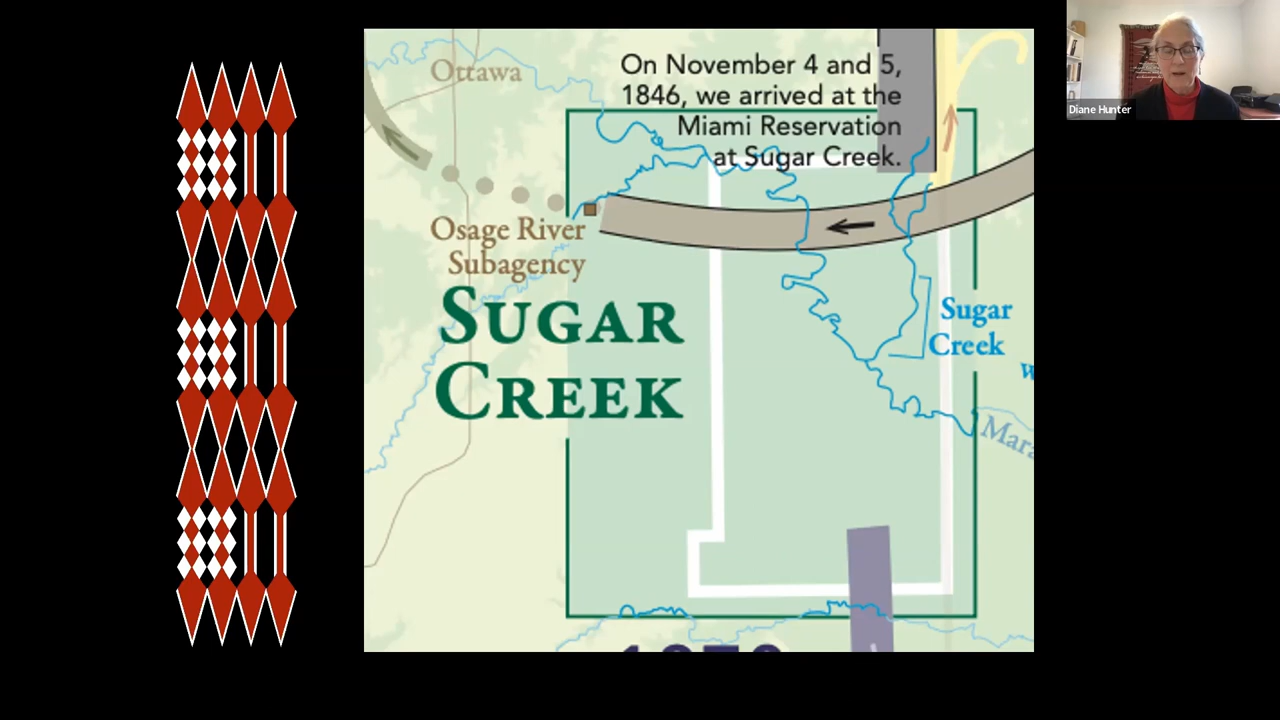 Ottawa
On November 4 and 5,
1846, we arrived at the
Miami Reservation
at Sugar Creek.
Osage River
Subagency
SUGAR
CREEK
Sugar
Creek
Diane Hunter